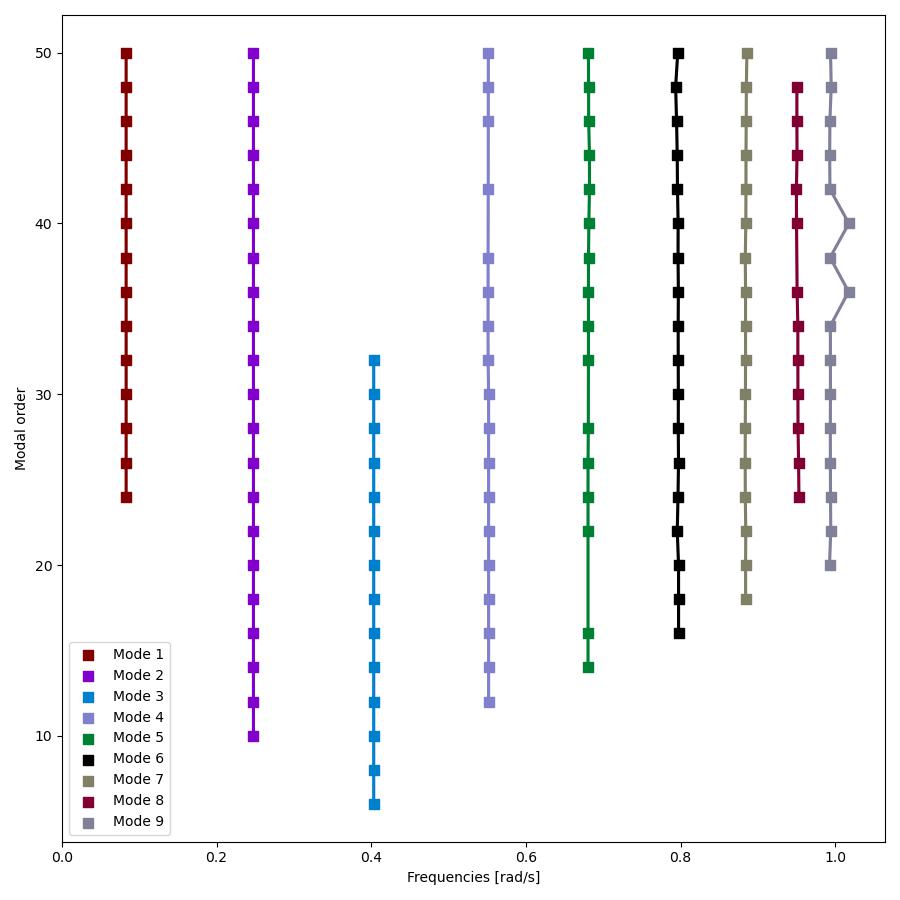 50
40
30
20
10
Modal order
Mode 1
Mode 2
Mode 3
Mode 4
Mode 5
Mode 6
Mode 7
Mode 8
Mode 9
0.0 0.2 0.4 0.6 0.8 1.0
Frequencies [rad/s]